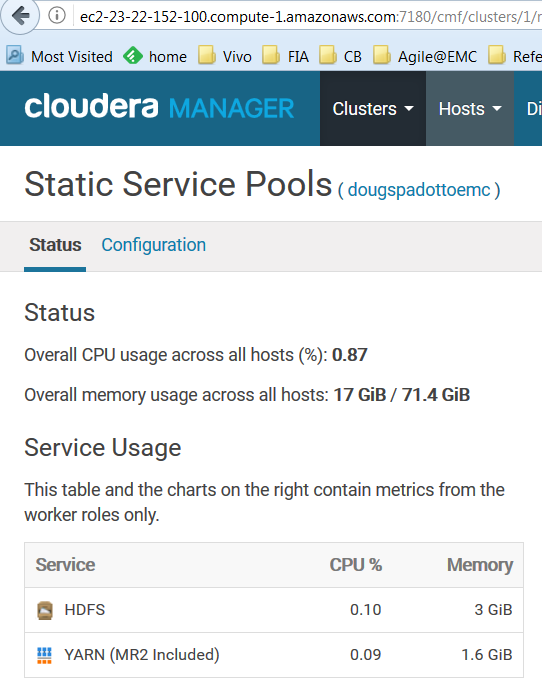 ec2-23-22-152-100.compute-1.amazonaws.com:7180/cmf/clusters/1/
Most Visited home Vivo FIA CB Agile@EMC Refe
cloudera MANAGER Clusters Hosts Di
Static Service Pools ( dougspadottoemc )
Status Configuration
Status
Overall CPU usage across all hosts (%): 0.87
Overall memory usage across all hosts: 17 GiB / 71.4 GiB
Service Usage
This table and the charts on the right contain metrics from the
worker roles only.
Service CPU % Memory
HDFS 0.10 3 GiB
YARN (MR2 Included) 0.09 1.6 GiB